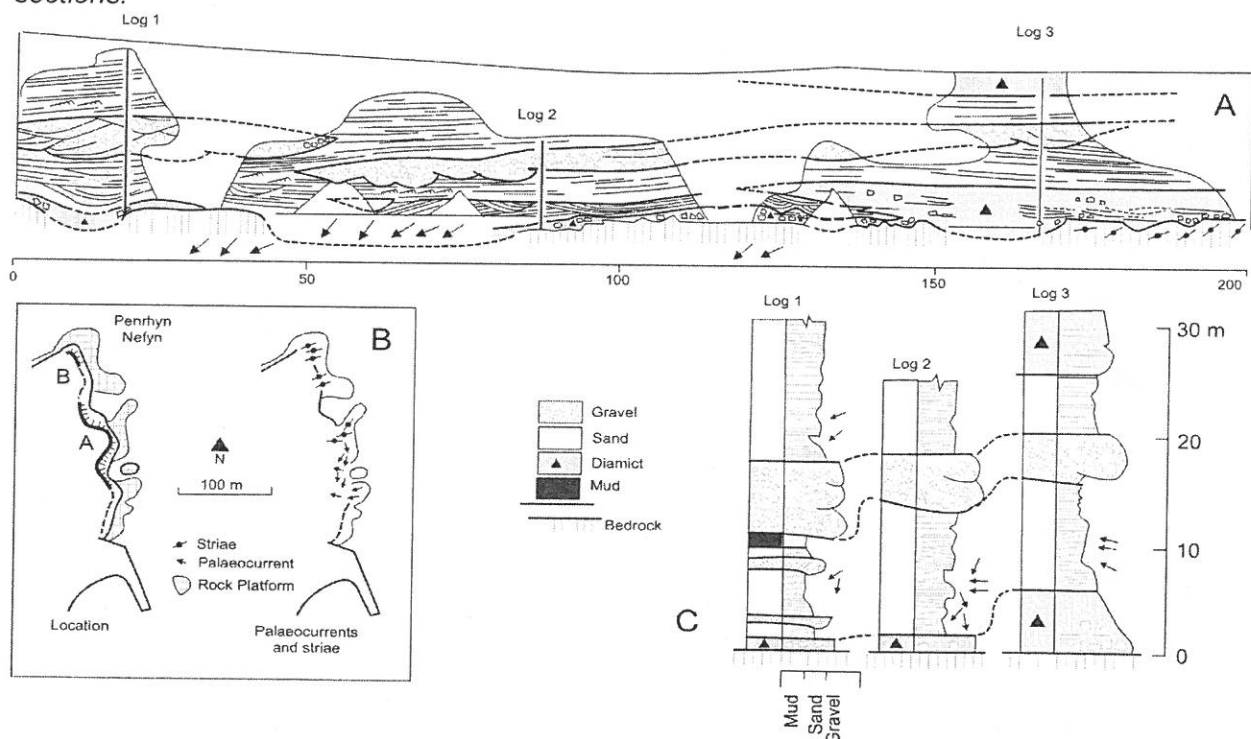 sections.
Log 1
Log 3
Log 2
A
0
50
100
150
200
Penrhyn
Nefyn
B
B
A
N
100 m
Striae
Palaeocurrent
Rock Platform
Location
Palaeocurrents
and striae
Gravel
Sand
Diamict
Mud
Bedrock
Log 1
Log 2
Log 3
30 m
20
10
0
C
Mud
Sand
Gravel